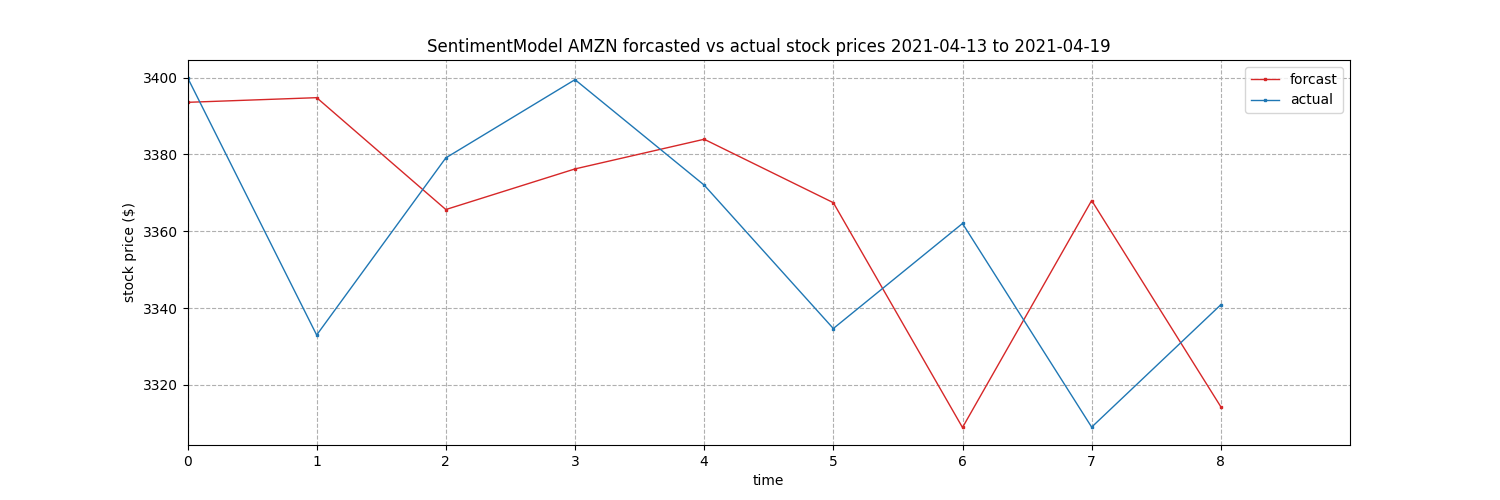 SentimentModel AMZN forcasted vs actual stock prices 2021-04-13 to 2021-04-19
forcast
actual
3400
3380
3360
3340
3320
stock price ($)
0 1 2 3 4 5 6 7 8
time